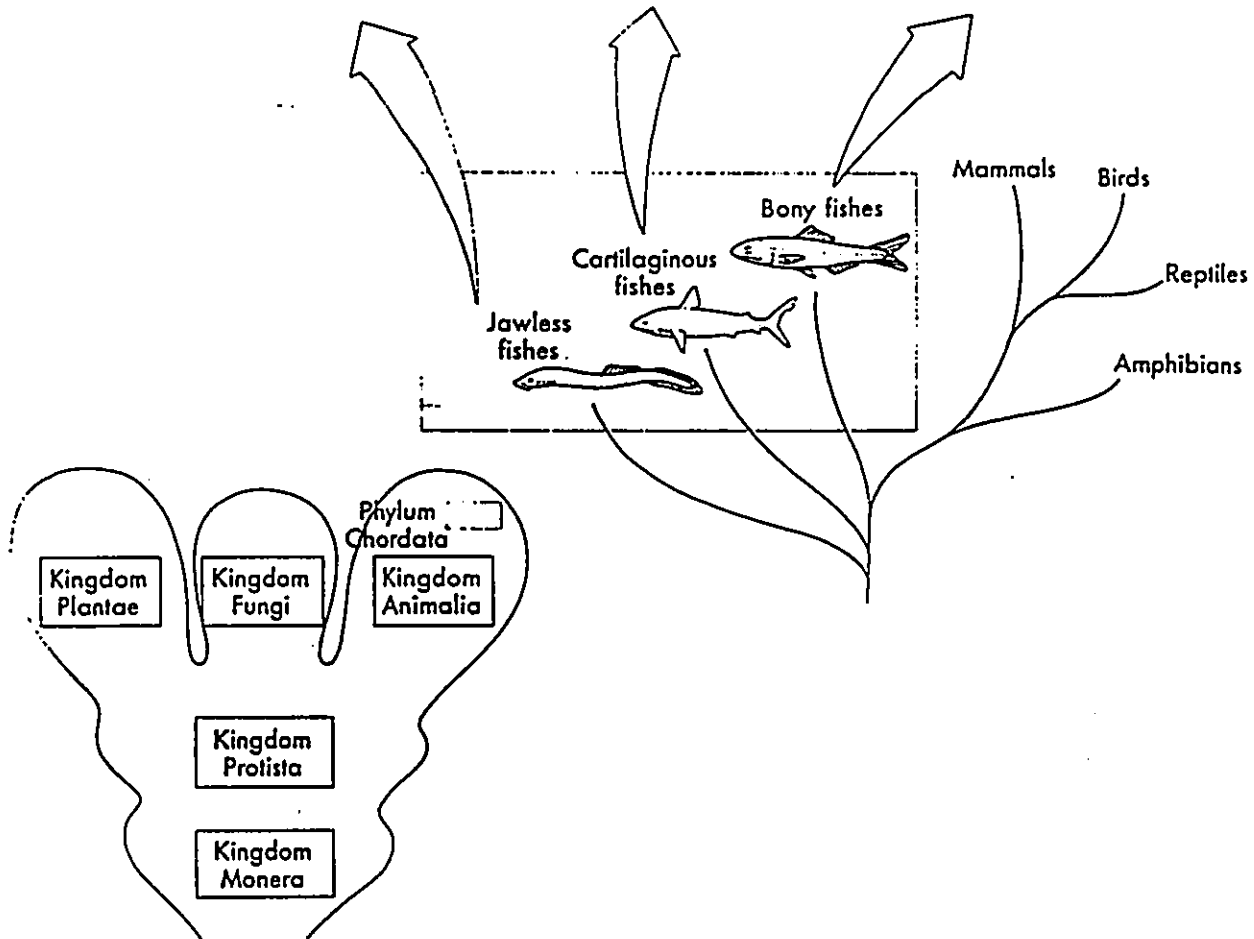 Mammals
Birds
Bony fishes
Cartilaginous
fishes
Reptiles
Jawless
fishes.
Amphibians
Phylum
Chordata
Kingdom
Plantae
Kingdom
Fungi
Kingdom
Animalia
Kingdom
Protista
Kingdom
Monera